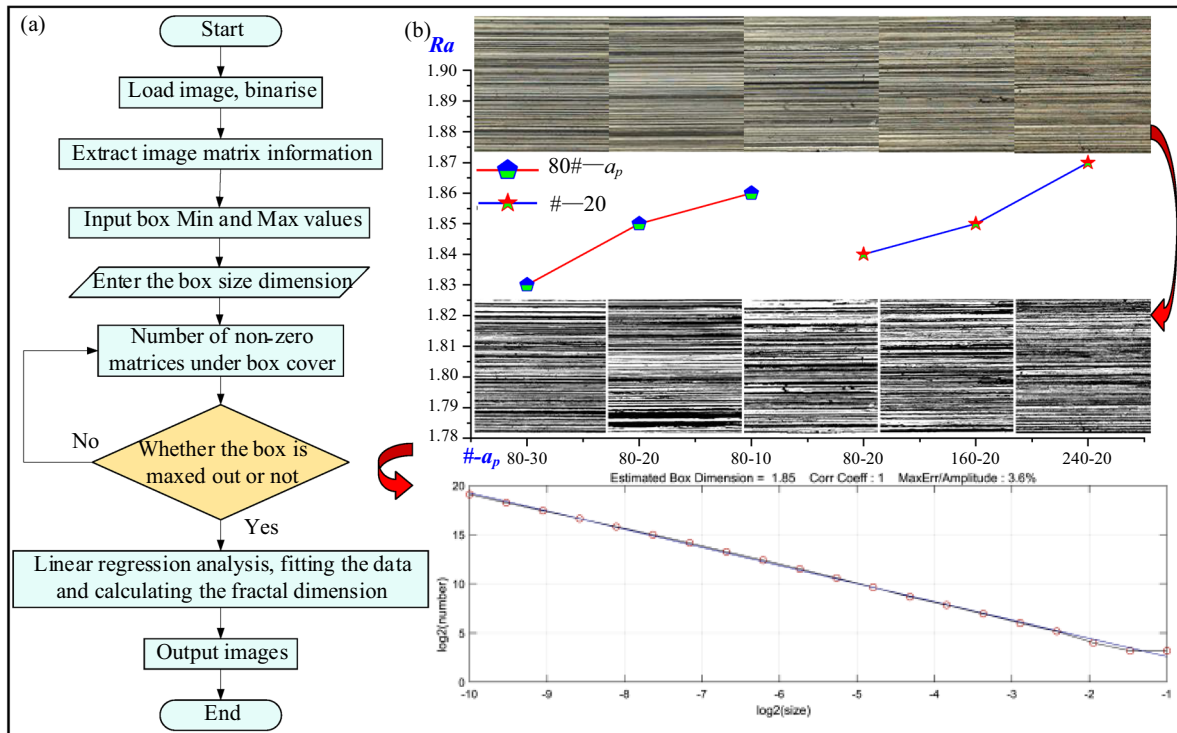 (a)
Start
Load image, binarise
Extract image matrix information
Input box Min and Max values
Enter the box size dimension
Number of non-zero
matrices under box cover
No
Whether the box is
maxed out or not
Yes
Linear regression analysis, fitting the data
and calculating the fractal dimension
Output images
End
(b)
Ra
1.90
1.89
1.88
1.87
1.86
1.85
1.84
1.83
1.82
1.81
1.80
1.79
1.78
80#—ap
#—20
#-ap 80-30 80-20 80-10 80-20 160-20 240-20
Estimated Box Dimension = 1.85 Corr Coeff : 1 MaxErr/Amplitude : 3.6%
log2(number)
20
15
10
5
0
-10 -9 -8 -7 -6 -5 -4 -3 -2 -1
log2(size)